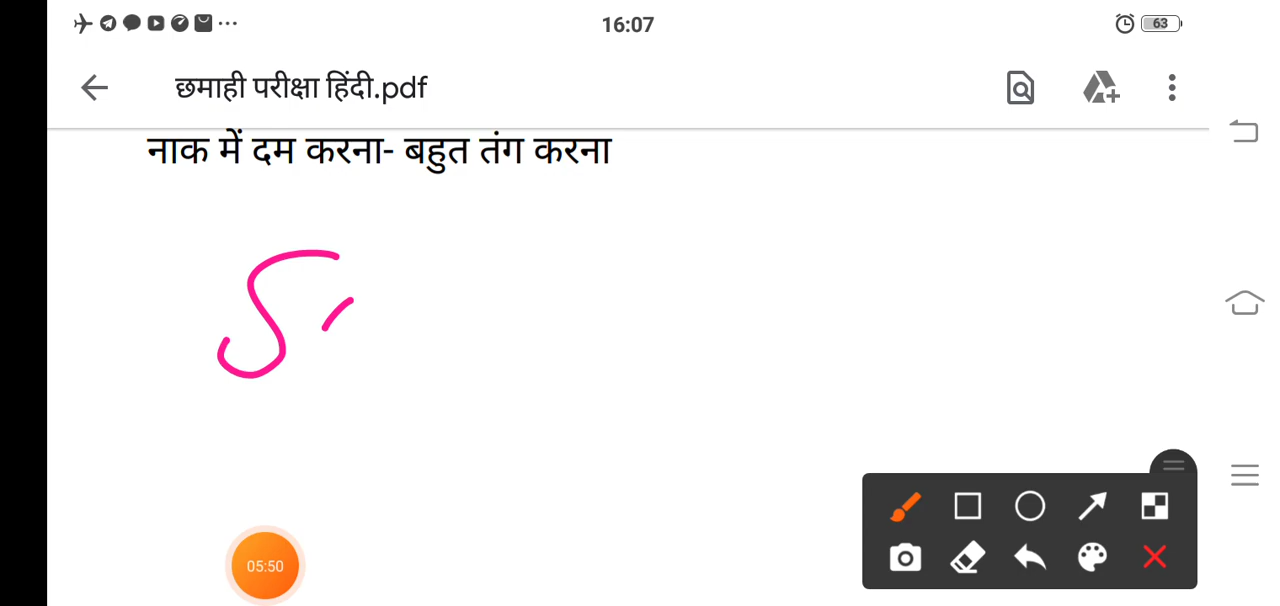 16:07
63
छमाही परीक्षा हिंदी.pdf
नाक में दम करना- बहुत तंग करना
S
05:50